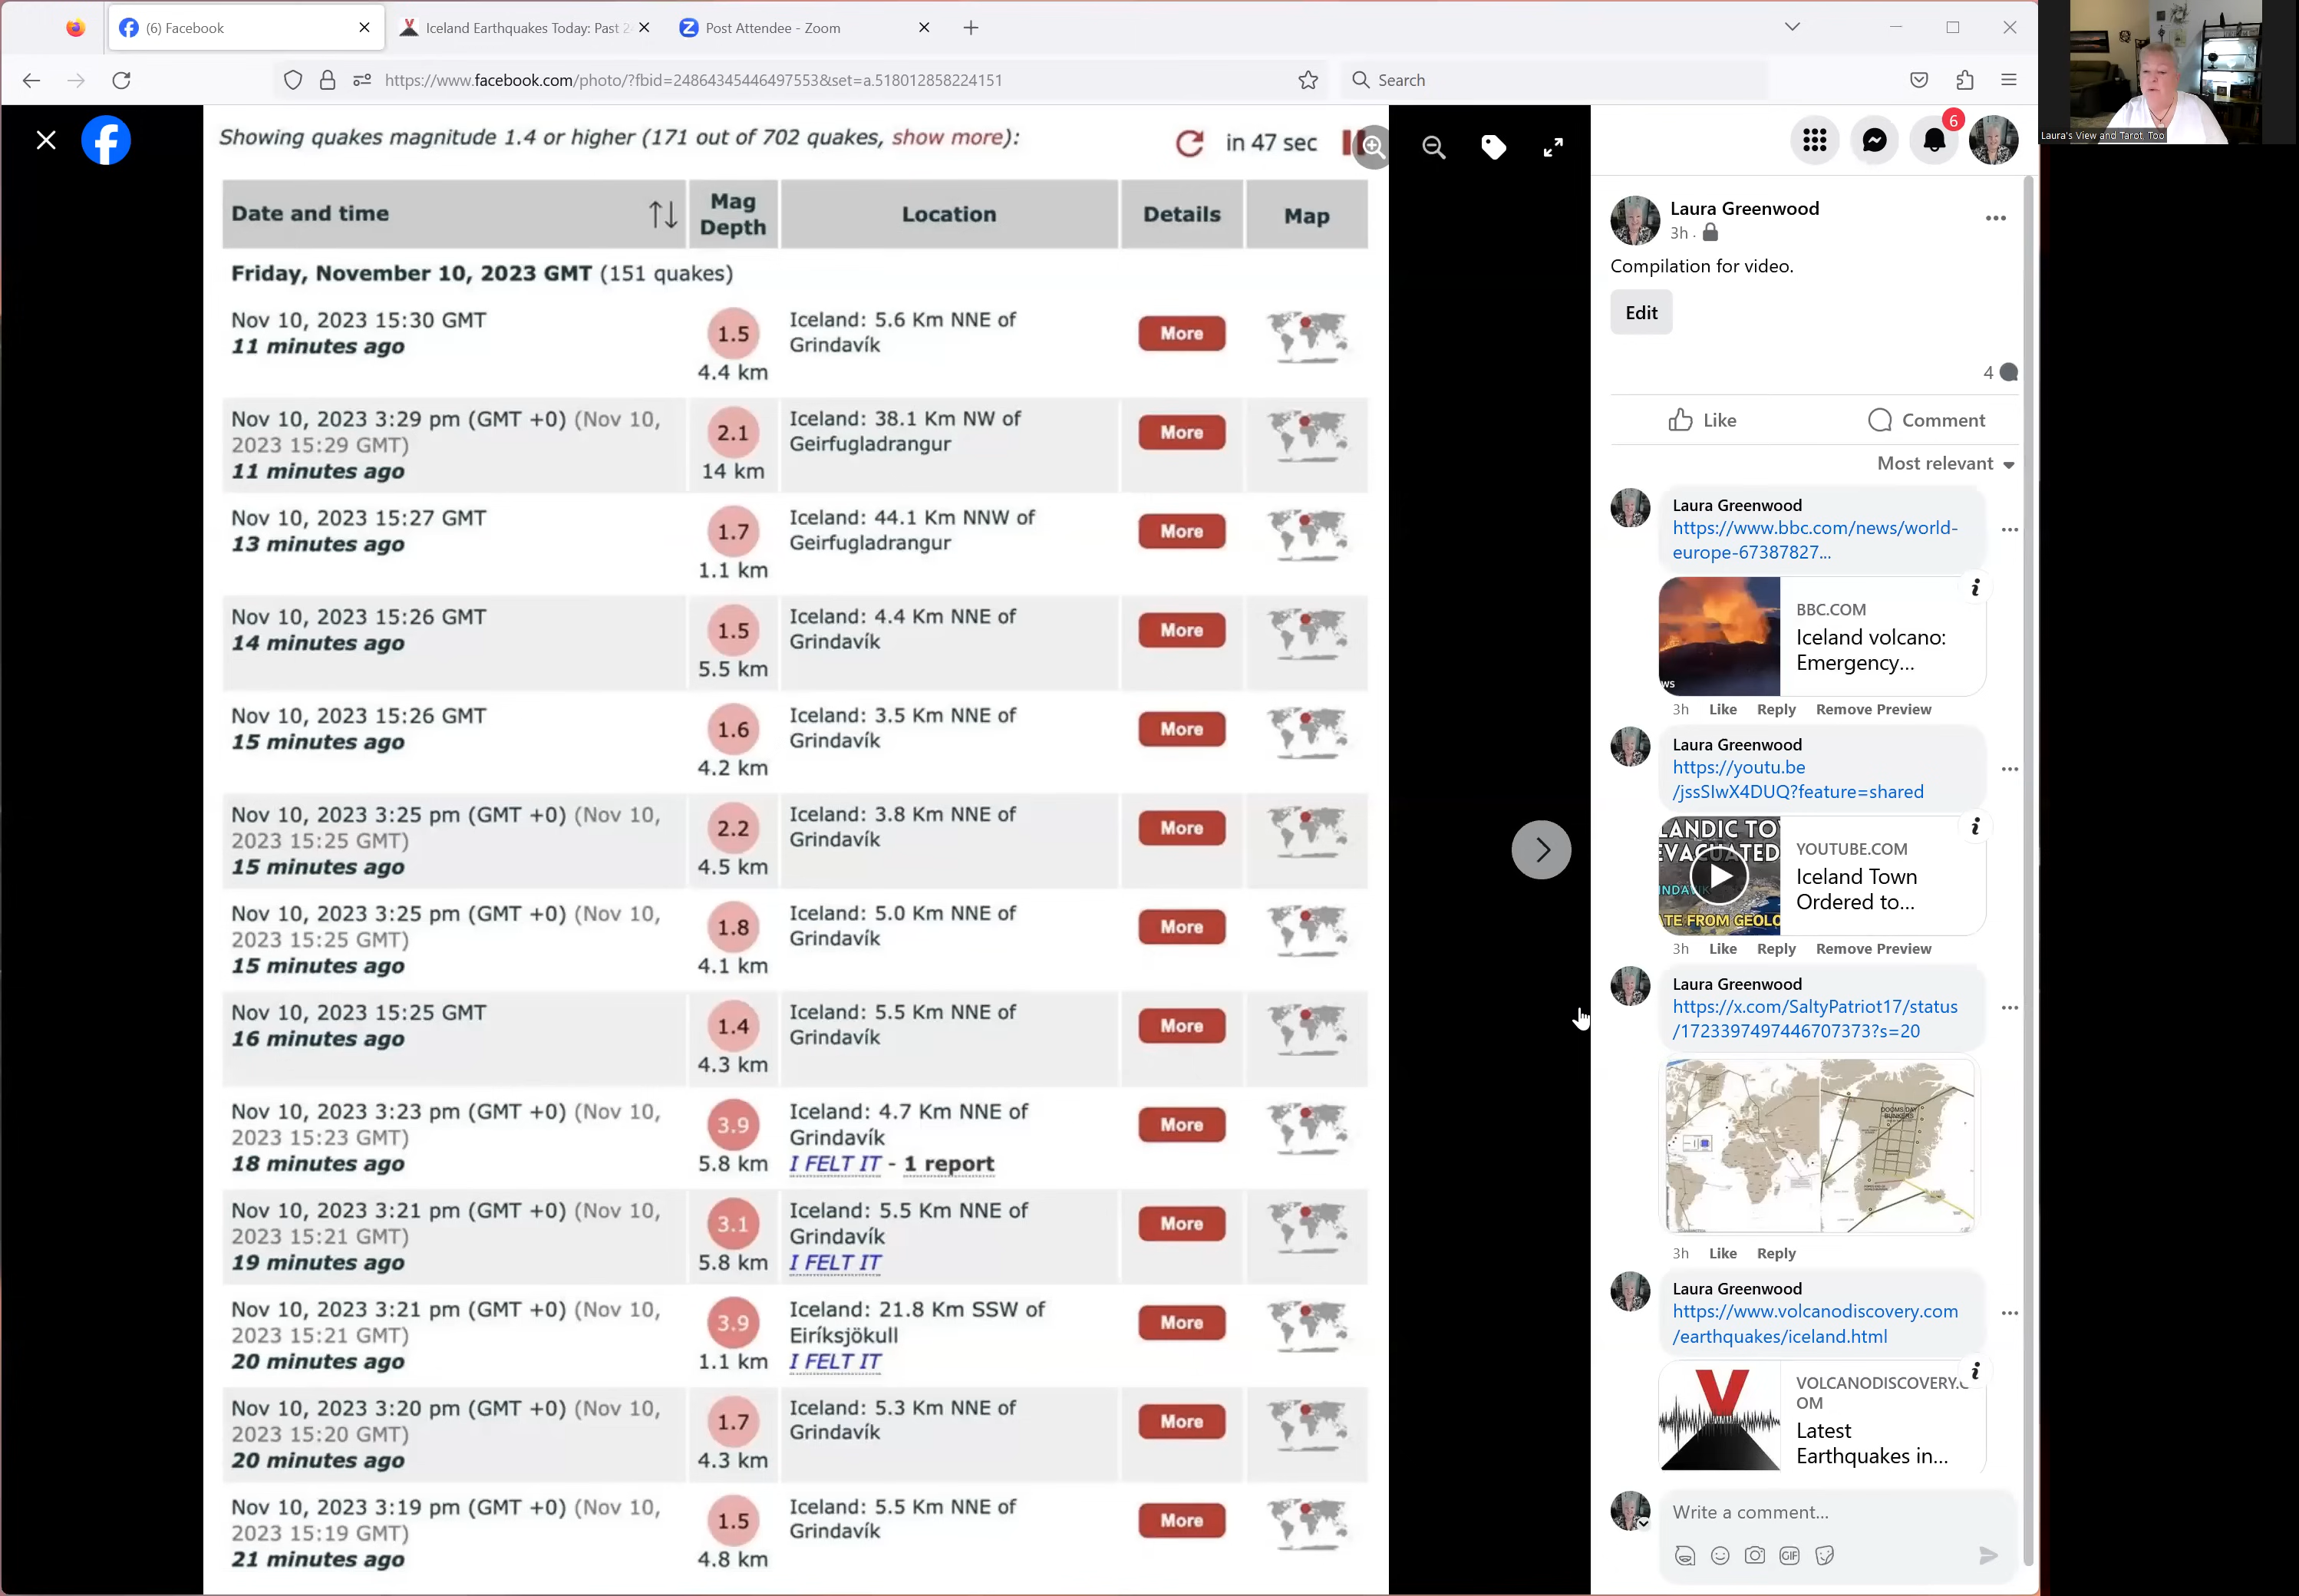 (6) Facebook
Iceland Earthquakes Today: Past 2
Post Attendee - Zoom
https://www.facebook.com/photo/?fbid=2486434546497553&set=a.518012858224151
Search
Laura's View and Tarot, Too
Showing quakes magnitude 1.4 or higher (171 out of 702 quakes, show more):
in 47 sec
Date and time
Mag
Depth
Location
Details
Map
Friday, November 10, 2023 GMT (151 quakes)
Nov 10, 2023 15:30 GMT
11 minutes ago
1.5
4.4 km
Iceland: 5.6 Km NNE of
Grindavík
More
Nov 10, 2023 3:29 pm (GMT +0) (Nov 10,
2023 15:29 GMT)
11 minutes ago
2.1
14 km
Iceland: 38.1 Km NW of
Geirfugladrangur
More
Nov 10, 2023 15:27 GMT
13 minutes ago
1.7
1.1 km
Iceland: 44.1 Km NNW of
Geirfugladrangur
More
Nov 10, 2023 15:26 GMT
14 minutes ago
1.5
5.5 km
Iceland: 4.4 Km NNE of
Grindavík
More
Nov 10, 2023 15:26 GMT
15 minutes ago
1.6
4.2 km
Iceland: 3.5 Km NNE of
Grindavík
More
Nov 10, 2023 3:25 pm (GMT +0) (Nov 10,
2023 15:25 GMT)
15 minutes ago
2.2
4.5 km
Iceland: 3.8 Km NNE of
Grindavík
More
Nov 10, 2023 3:25 pm (GMT +0) (Nov 10,
2023 15:25 GMT)
15 minutes ago
1.8
4.1 km
Iceland: 5.0 Km NNE of
Grindavík
More
Nov 10, 2023 15:25 GMT
16 minutes ago
1.4
4.3 km
Iceland: 5.5 Km NNE of
Grindavík
More
Nov 10, 2023 3:23 pm (GMT +0) (Nov 10,
2023 15:23 GMT)
18 minutes ago
3.9
5.8 km
Iceland: 4.7 Km NNE of
Grindavík
I FELT IT - 1 report
More
Nov 10, 2023 3:21 pm (GMT +0) (Nov 10,
2023 15:21 GMT)
19 minutes ago
3.1
5.8 km
Iceland: 5.5 Km NNE of
Grindavík
I FELT IT
More
Nov 10, 2023 3:21 pm (GMT +0) (Nov 10,
2023 15:21 GMT)
20 minutes ago
3.9
1.1 km
Iceland: 21.8 Km SSW of
Eiríksjökull
I FELT IT
More
Nov 10, 2023 3:20 pm (GMT +0) (Nov 10,
2023 15:20 GMT)
20 minutes ago
1.7
4.3 km
Iceland: 5.3 Km NNE of
Grindavík
More
Nov 10, 2023 3:19 pm (GMT +0) (Nov 10,
2023 15:19 GMT)
21 minutes ago
1.5
4.8 km
Iceland: 5.5 Km NNE of
Grindavík
More
6
Laura Greenwood
3h ·
Compilation for video.
Edit
4
Like
Comment
Most relevant
Laura Greenwood
https://www.bbc.com/news/world-
europe-67387827...
WS
BBC.COM
Iceland volcano:
Emergency...
3h Like Reply Remove Preview
Laura Greenwood
https://youtu.be
/jssSIwX4DUQ?feature=shared
LANDIC TO
EVACUATED
INDAVIK
TE FROM GEOLO
YOUTUBE.COM
Iceland Town
Ordered to...
3h Like Reply Remove Preview
Laura Greenwood
https://x.com/SaltyPatriot17/status
/1723397497446707373?s=20
DOOMS DAY
BUNKERS
3h Like Reply
Laura Greenwood
https://www.volcanodiscovery.com
/earthquakes/iceland.html
VOLCANODISCOVERY.C
OM
Latest
Earthquakes in...
Write a comment...
GIF